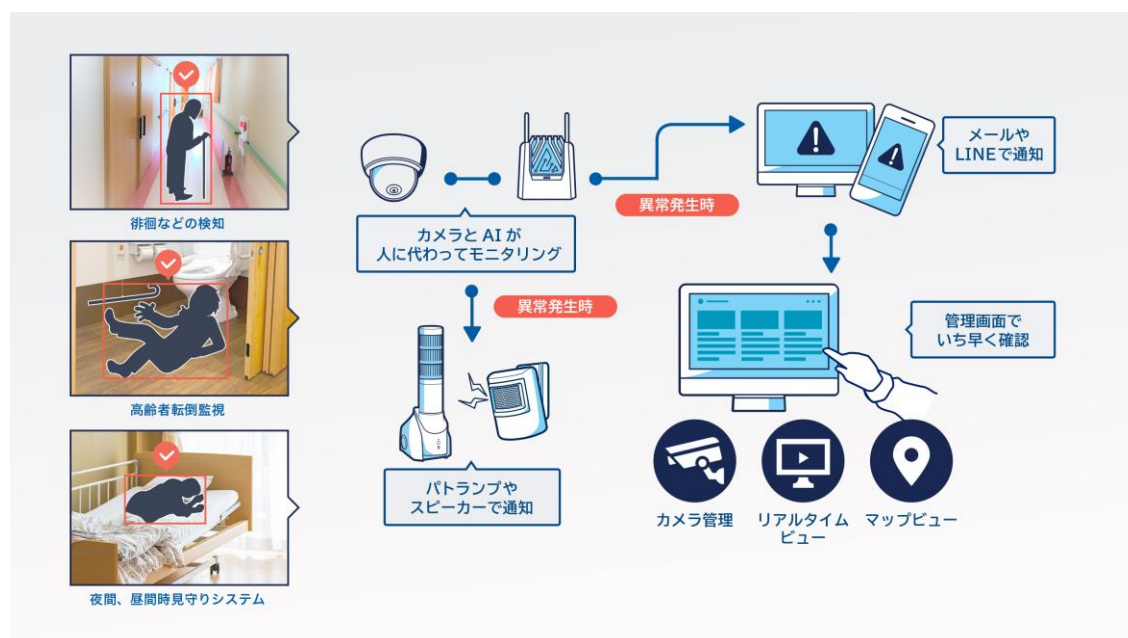 徘徊などの検知
高齢者転倒監視
夜間、昼間時見守りシステム
カメラと AI が
人に代わってモニタリング
異常発生時
パトランプや
スピーカーで通知
異常発生時
メールや
LINEで通知
管理画面で
いち早く確認
カメラ管理
リアルタイム
ビュー
マップビュー